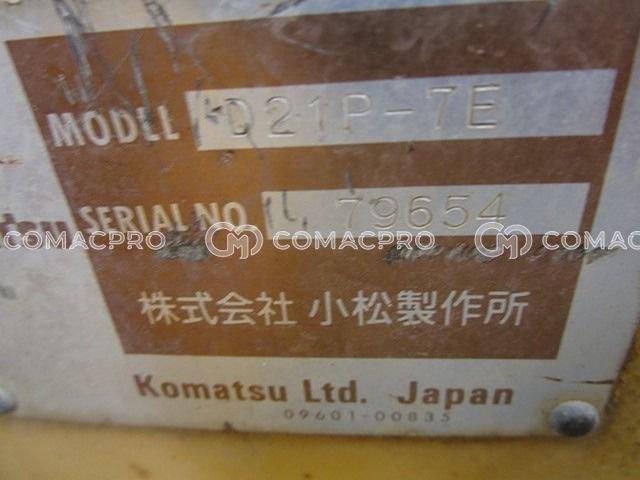 MODEL D21P-7E
SERIAL NO 79654
COMACPRO COMACPRO COMACPRO
株式会社 小松製作所
Komatsu Ltd. Japan
09601-00835